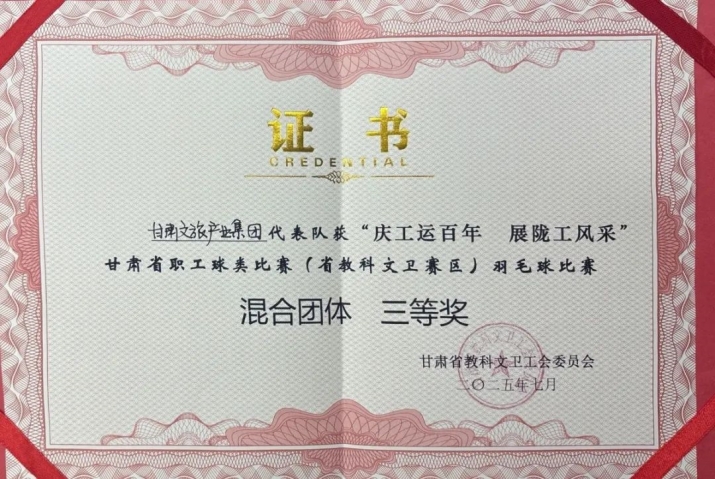 证书
CREDENTIAL
甘肃文旅产业集团代表队获“庆工运百年 展陇工风采”
甘肃省职工球类比赛（省教科文卫赛区）羽毛球比赛
混合团体 三等奖
甘肃省教科文卫工会委员会
二〇二五年七月